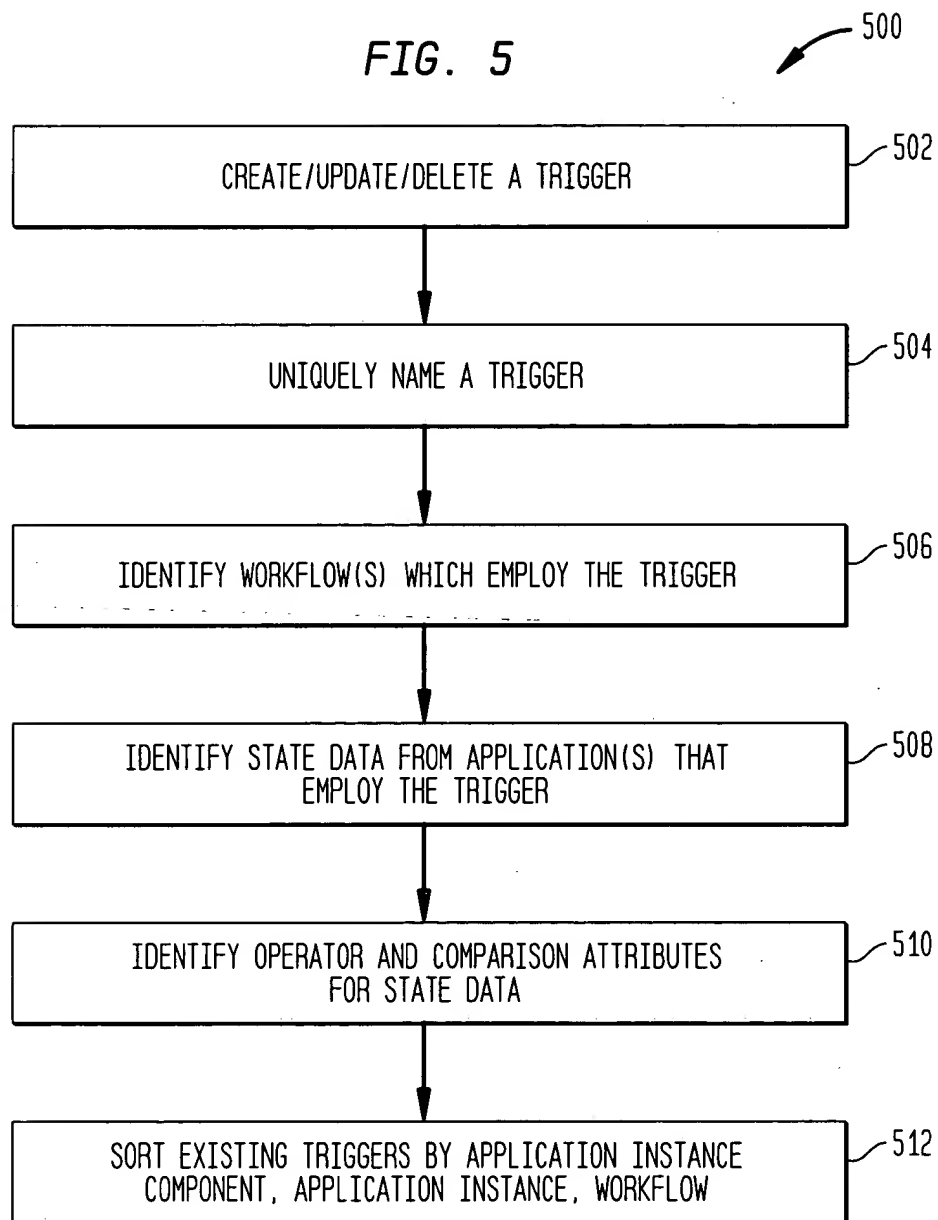 FIG. 5
500
CREATE/UPDATE/DELETE A TRIGGER
502
UNIQUELY NAME A TRIGGER
504
IDENTIFY WORKFLOW(S) WHICH EMPLOY THE TRIGGER
506
IDENTIFY STATE DATA FROM APPLICATION(S) THAT
EMPLOY THE TRIGGER
508
IDENTIFY OPERATOR AND COMPARISON ATTRIBUTES
FOR STATE DATA
510
SORT EXISTING TRIGGERS BY APPLICATION INSTANCE
COMPONENT, APPLICATION INSTANCE, WORKFLOW
512